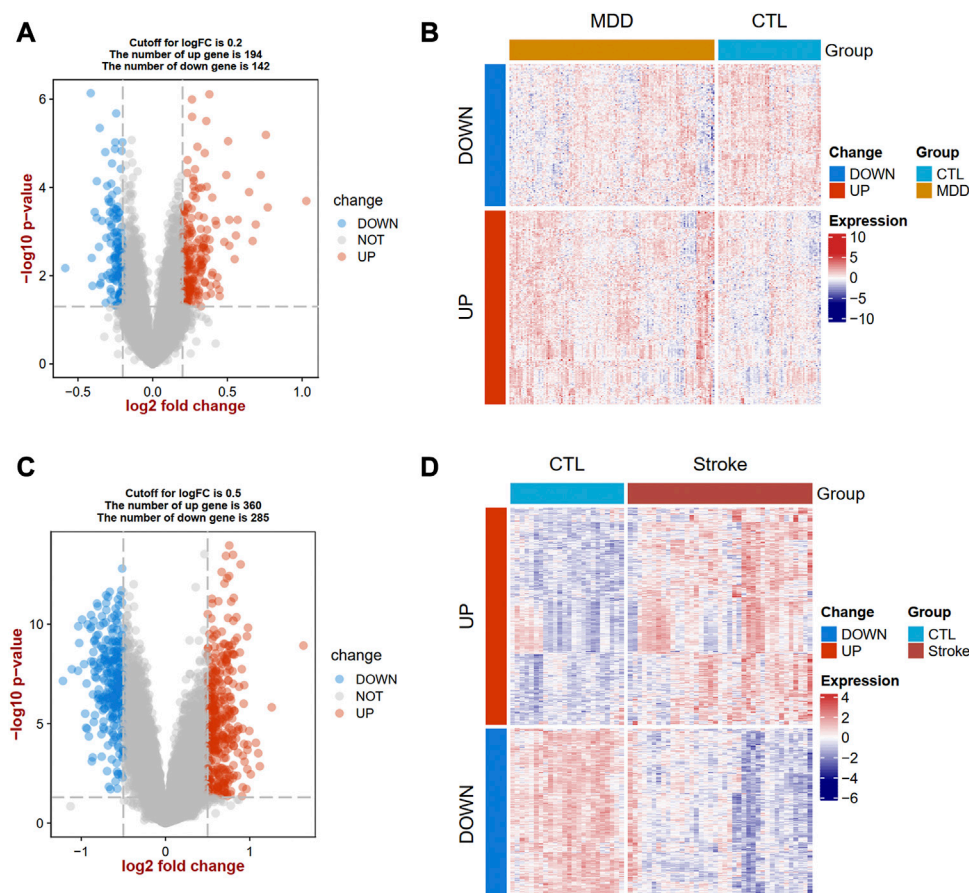 A
Cutoff for logFC is 0.2
The number of up gene is 194
The number of down gene is 142
−log10 p−value
6
4
2
0
−0.5
0.0
0.5
1.0
log2 fold change
change
DOWN
NOT
UP
B
MDD
CTL
Group
DOWN
UP
Change
DOWN
UP
Group
CTL
MDD
Expression
10
5
0
−5
−10
C
Cutoff for logFC is 0.5
The number of up gene is 360
The number of down gene is 285
−log10 p−value
10
5
0
−1
0
1
log2 fold change
change
DOWN
NOT
UP
D
CTL
Stroke
Group
UP
DOWN
Change
DOWN
UP
Group
CTL
Stroke
Expression
4
2
0
−2
−4
−6